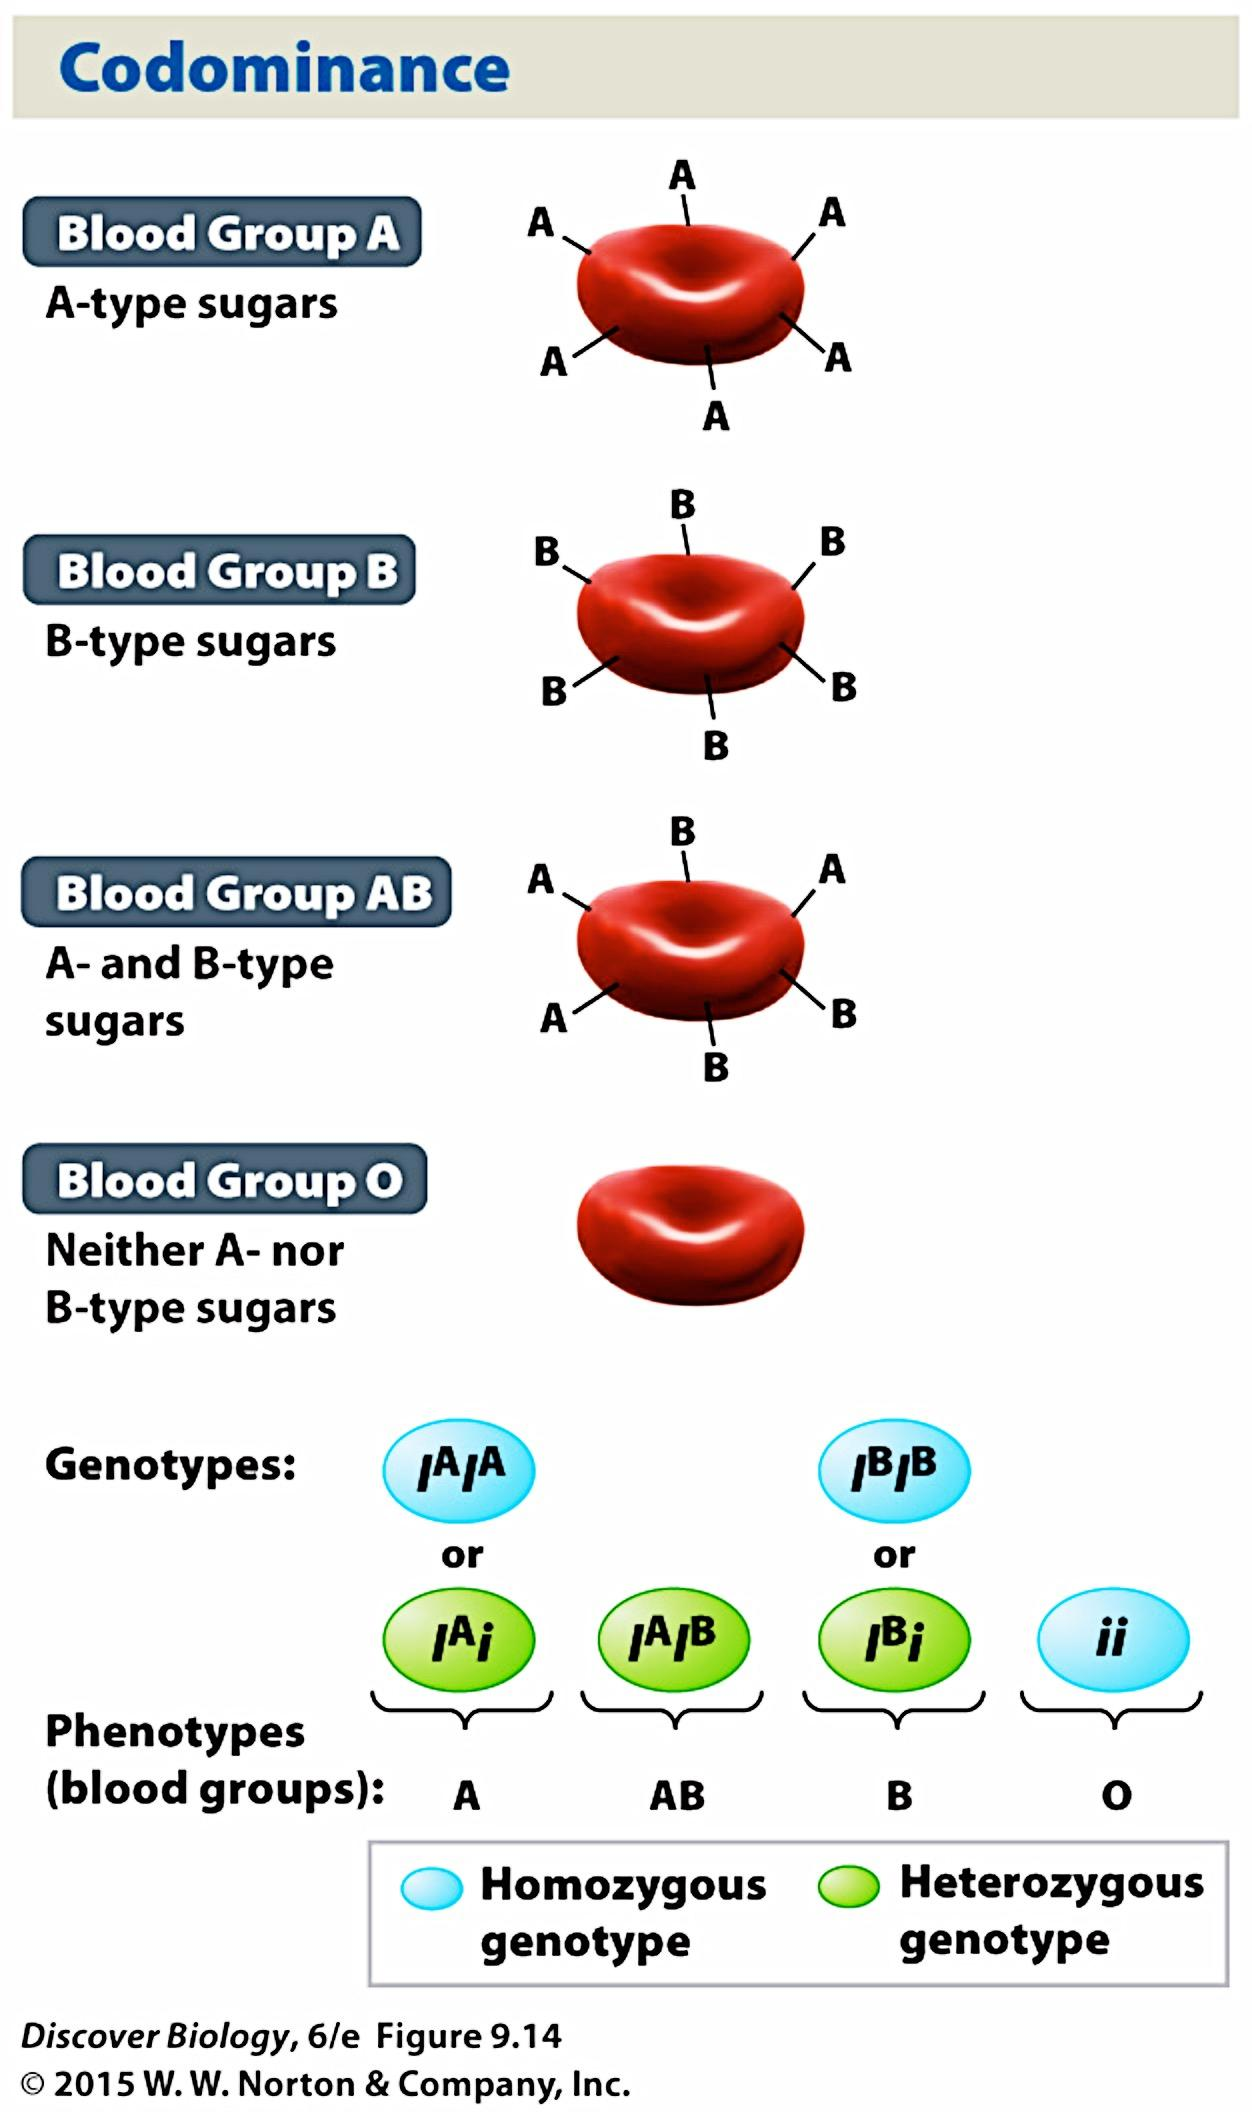 Codominance
Blood Group A
A-type sugars
A
A
A
A
A
A
Blood Group B
B-type sugars
B
B
B
B
B
B
Blood Group AB
A- and B-type
sugars
B
A
A
A
B
B
Blood Group O
Neither A- nor
B-type sugars
Genotypes: IAIA IBIB
or or
IAi IAIB IBi ii
Phenotypes
(blood groups): A AB B O
Homozygous
genotype
Heterozygous
genotype
Discover Biology, 6/e Figure 9.14
© 2015 W. W. Norton & Company, Inc.